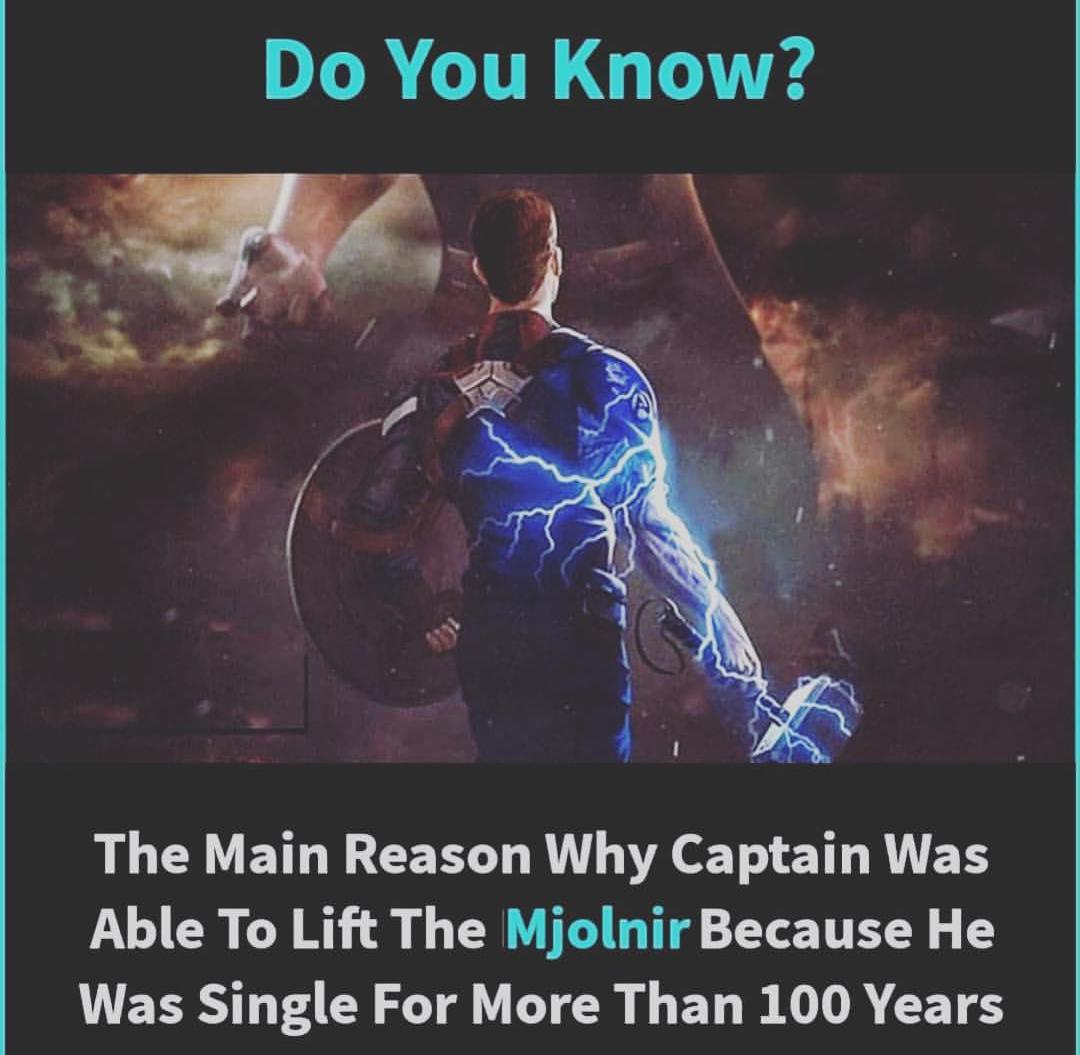 Do You Know?
The Main Reason Why Captain Was
Able To Lift The Mjolnir Because He
Was Single For More Than 100 Years